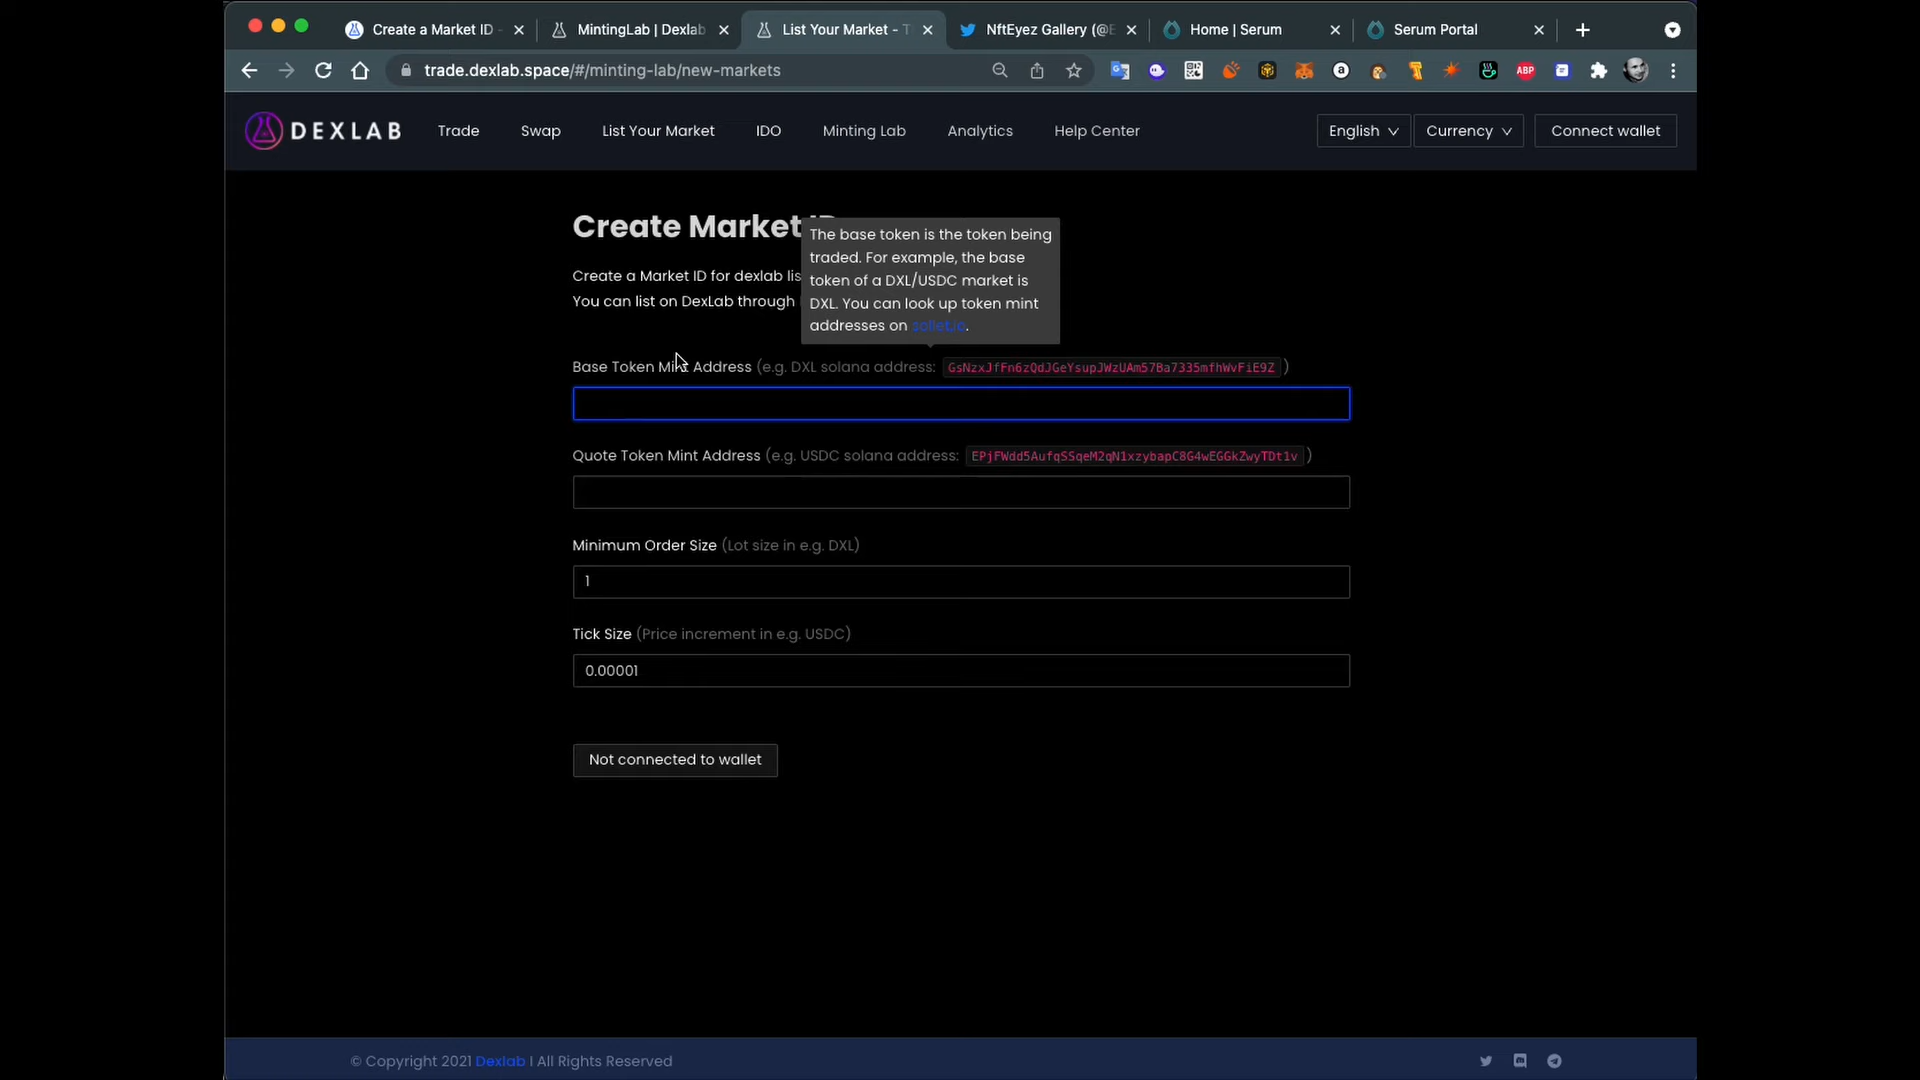 Create a Market ID -
MintingLab | Dexlab
List Your Market - T
NftEyez Gallery (@E
Home | Serum
Serum Portal
trade.dexlab.space/#/minting-lab/new-markets
ABP
DEXLAB
Trade
Swap
List Your Market
IDO
Minting Lab
Analytics
Help Center
English
Currency
Connect wallet
Create Market ID
The base token is the token being
traded. For example, the base
token of a DXL/USDC market is
DXL. You can look up token mint
addresses on sollet.io.
Create a Market ID for dexlab lis
You can list on DexLab through
Base Token Mint Address (e.g. DXL solana address: GsNzxJfFn6zQdJGeYsupJWzUAm57Ba7335mfhWvFiE9Z )
Quote Token Mint Address (e.g. USDC solana address: EPjFWdd5AufqSSqeM2qN1xzybapC8G4wEGGkZwyTDt1v )
Minimum Order Size (Lot size in e.g. DXL)
1
Tick Size (Price increment in e.g. USDC)
0.00001
Not connected to wallet
© Copyright 2021 Dexlab | All Rights Reserved